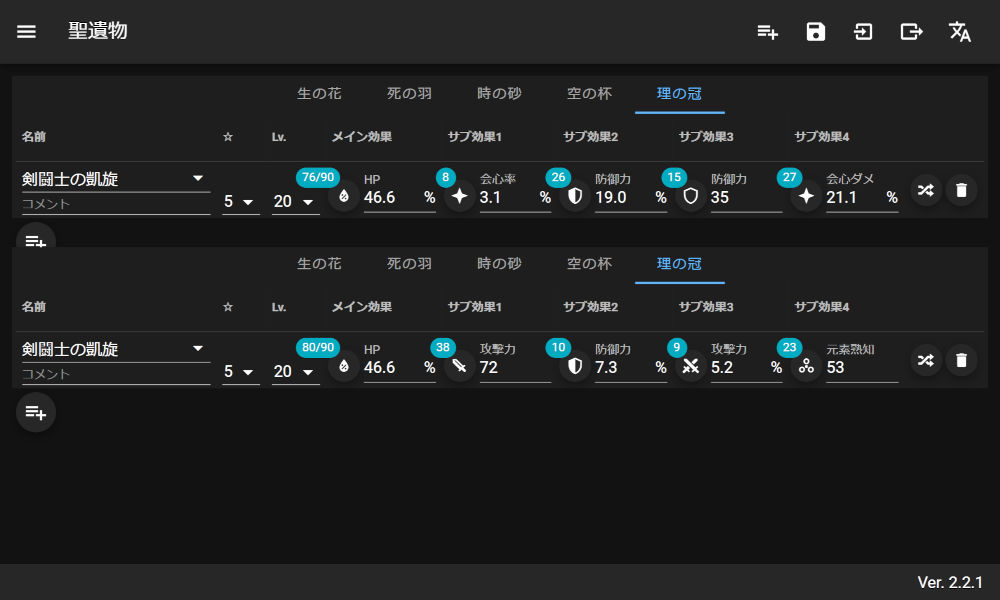 聖遺物
生の花 死の羽 時の砂 空の杯 理の冠
名前 ☆ Lv. メイン効果 サブ効果1 サブ効果2 サブ効果3 サブ効果4
76/90 HP 8 会心率 26 防御力 15 防御力 27 会心ダメ
剣闘士の凱旋 46.6 % 3.1 % 19.0 % 35 21.1 %
コメント 5 20
生の花 死の羽 時の砂 空の杯 理の冠
名前 ☆ Lv. メイン効果 サブ効果1 サブ効果2 サブ効果3 サブ効果4
80/90 HP 38 攻撃力 10 防御力 9 攻撃力 23 元素熟知
剣闘士の凱旋 46.6 % 72 7.3 % 5.2 % 53
コメント 5 20
Ver. 2.2.1